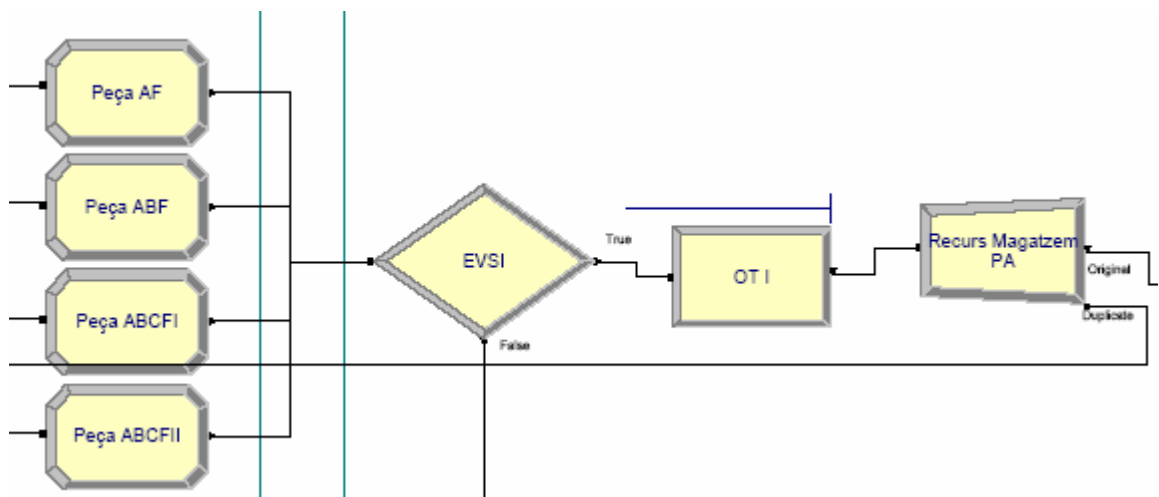 Peça AF
Peça ABF
Peça ABCFI
Peça ABCFII
EVSI
True
False
OT I
Recurs Magatzem
PA
Original
Duplicate